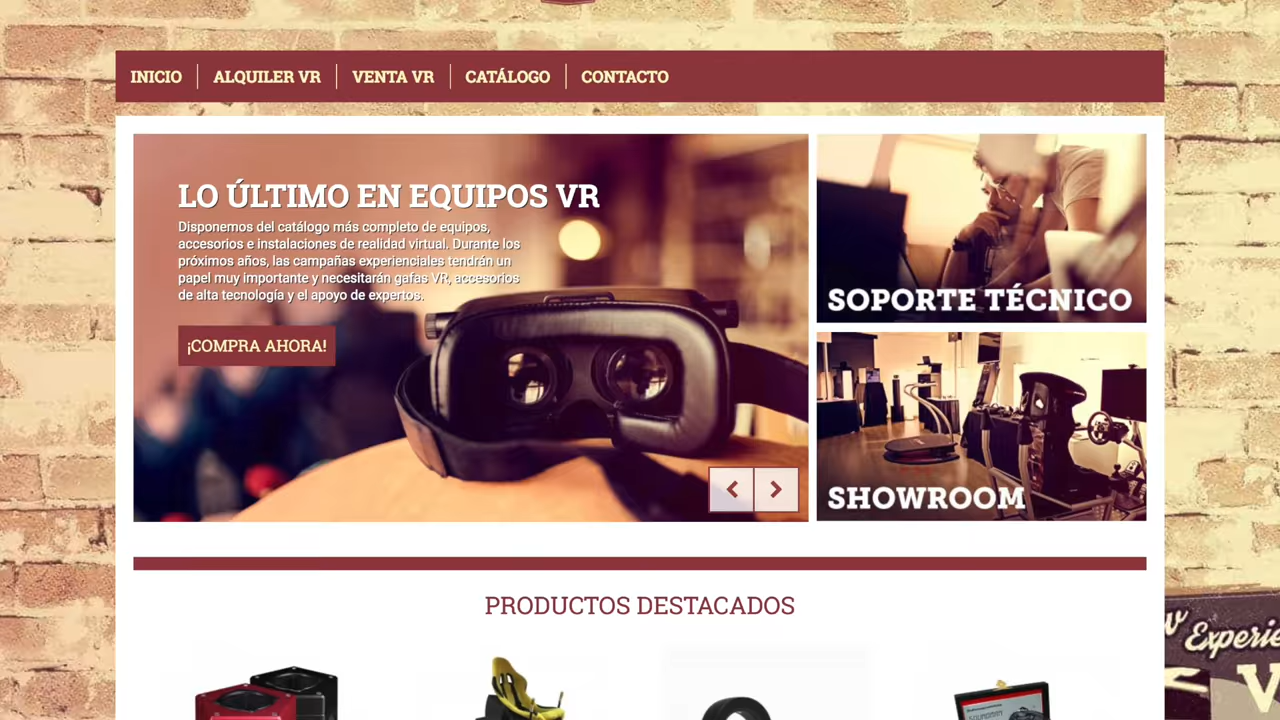 INICIO
ALQUILER VR
VENTA VR
CATÁLOGO
CONTACTO
LO ÚLTIMO EN EQUIPOS VR
Disponemos del catálogo más completo de equipos,
accesorios e instalaciones de realidad virtual. Durante los
próximos años, las campañas experienciales tendrán un
papel muy importante y necesitarán gafas VR, accesorios
de alta tecnología y el apoyo de expertos.
¡COMPRA AHORA!
SOPORTE TÉCNICO
SHOWROOM
PRODUCTOS DESTACADOS